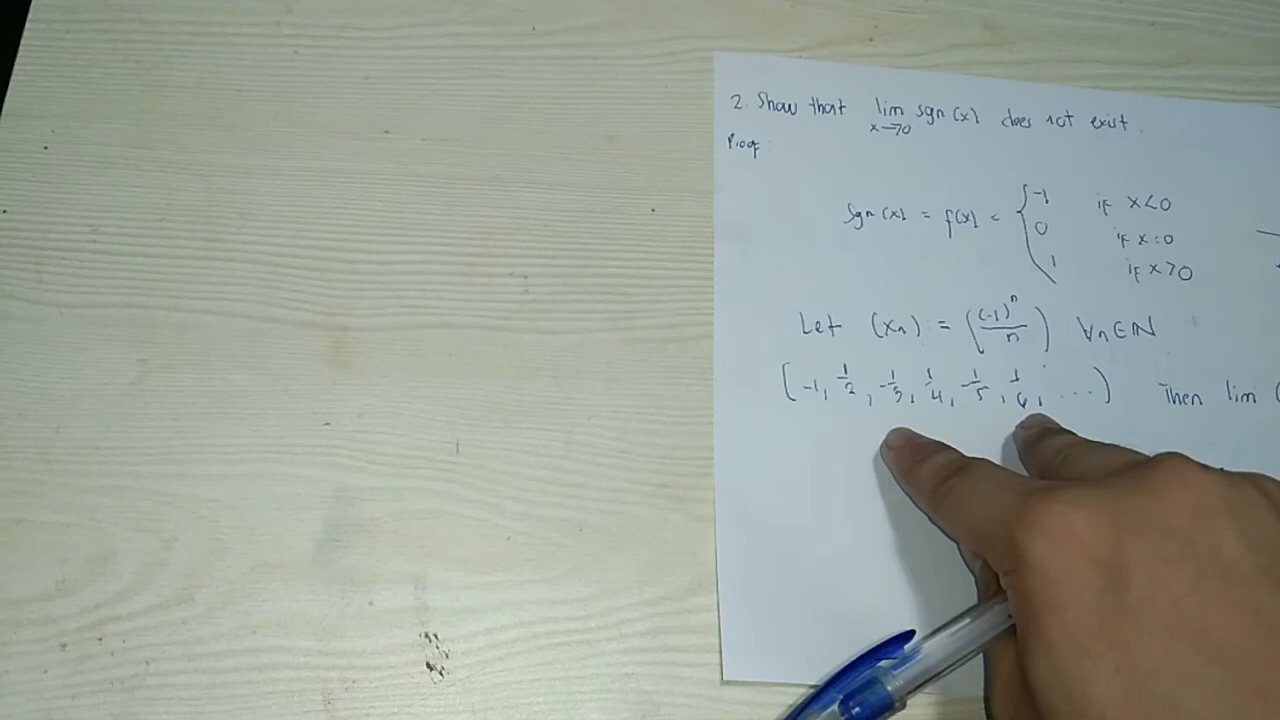 2. Show that lim sgn(x) does not exist.
x→0
Proof:
Sgn(x) = f(x) = { -1 if x<0
0 if x=0
1 if x>0
Let (xₙ) = ((-1)ⁿ/n) ∀n∈ℕ
(-1, 1/2, -1/3, 1/4, -1/5, 1/6, ...) Then lim (